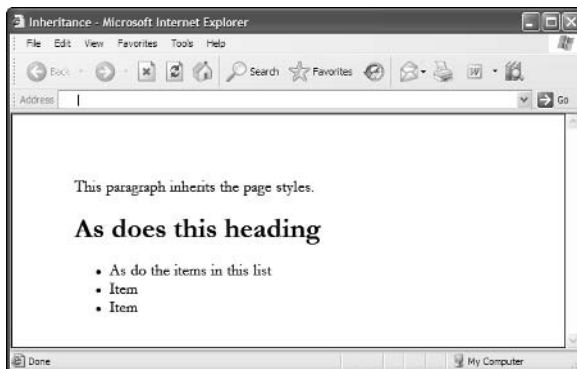 Inheritance - Microsoft Internet Explorer
File Edit View Favorites Tools Help
Back Search Favorites
Address Go
This paragraph inherits the page styles.
As does this heading
• As do the items in this list
• Item
• Item
Done My Computer